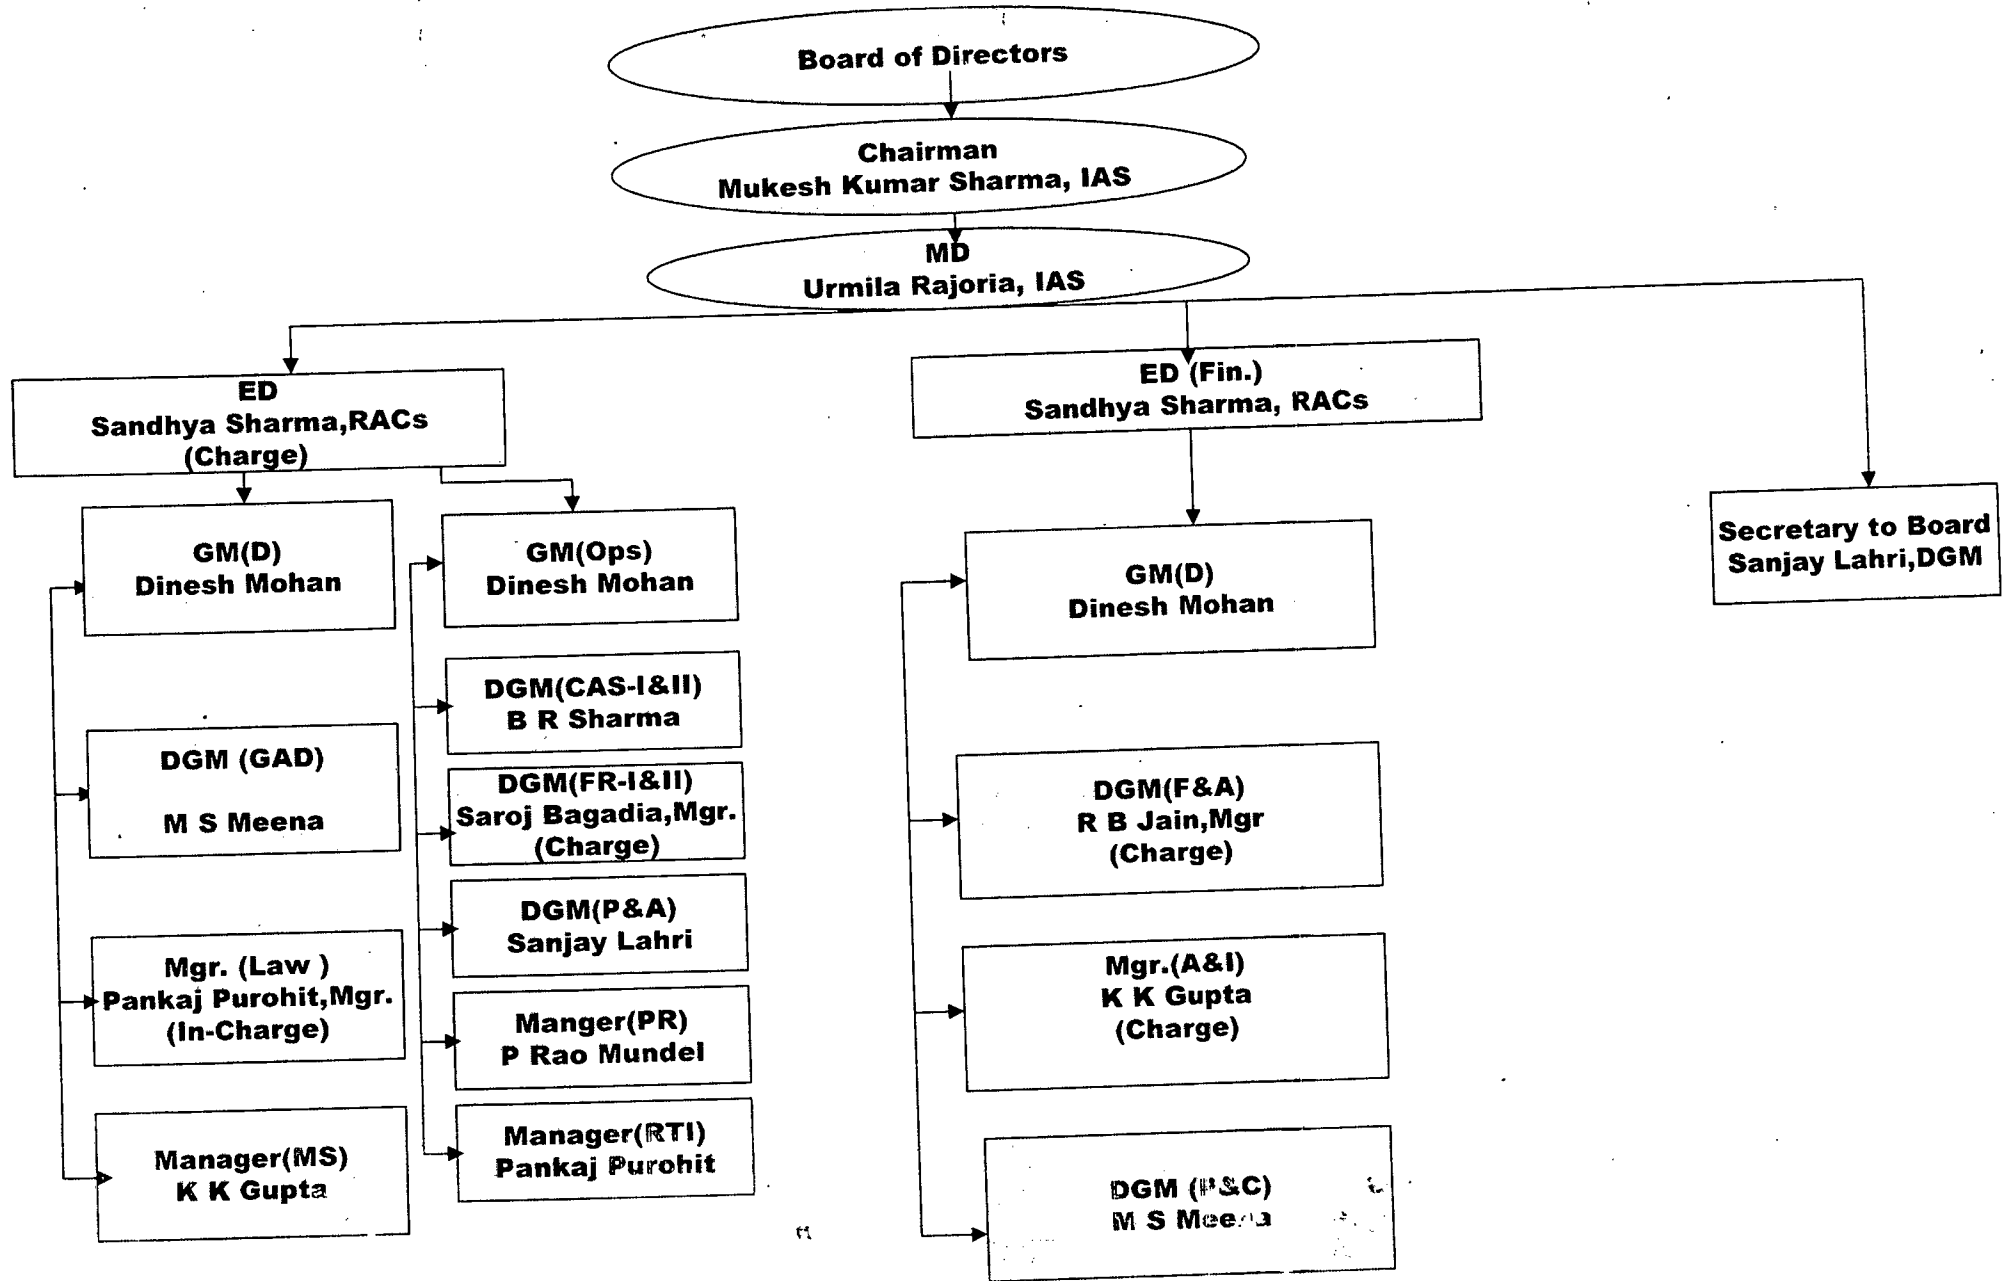 Board of Directors
Chairman
Mukesh Kumar Sharma, IAS
MD
Urmila Rajoria, IAS
ED
Sandhya Sharma,RACs
(Charge)
ED (Fin.)
Sandhya Sharma, RACs
Secretary to Board
Sanjay Lahri,DGM
GM(D)
Dinesh Mohan
DGM (GAD)
M S Meena
Mgr. (Law )
Pankaj Purohit,Mgr.
(In-Charge)
Manager(MS)
K K Gupta
GM(Ops)
Dinesh Mohan
DGM(CAS-I&II)
B R Sharma
DGM(FR-I&II)
Saroj Bagadia,Mgr.
(Charge)
DGM(P&A)
Sanjay Lahri
Manger(PR)
P Rao Mundel
Manager(RTI)
Pankaj Purohit
GM(D)
Dinesh Mohan
DGM(F&A)
R B Jain,Mgr
(Charge)
Mgr.(A&I)
K K Gupta
(Charge)
DGM
M S Meena